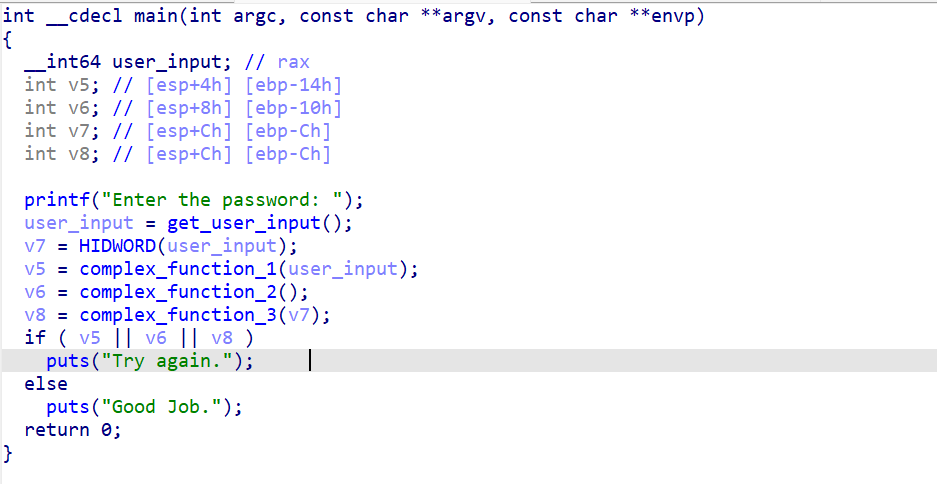 int __cdecl main(int argc, const char **argv, const char **envp)
{
  __int64 user_input; // rax
  int v5; // [esp+4h] [ebp-14h]
  int v6; // [esp+8h] [ebp-10h]
  int v7; // [esp+Ch] [ebp-Ch]
  int v8; // [esp+Ch] [ebp-Ch]

  printf("Enter the password: ");
  user_input = get_user_input();
  v7 = HIDWORD(user_input);
  v5 = complex_function_1(user_input);
  v6 = complex_function_2();
  v8 = complex_function_3(v7);
  if ( v5 || v6 || v8 )
    puts("Try again.");
  else
    puts("Good Job.");
  return 0;
}